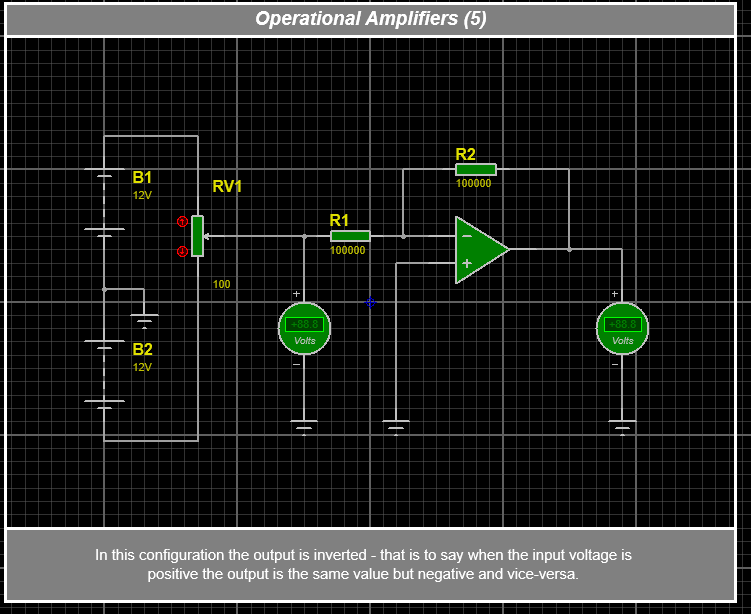 Operational Amplifiers (5)
R2
100000
B1
12V
RV1
R1
100000
100
B2
12V
+88.8
Volts
+88.8
Volts
In this configuration the output is inverted - that is to say when the input voltage is
positive the output is the same value but negative and vice-versa.